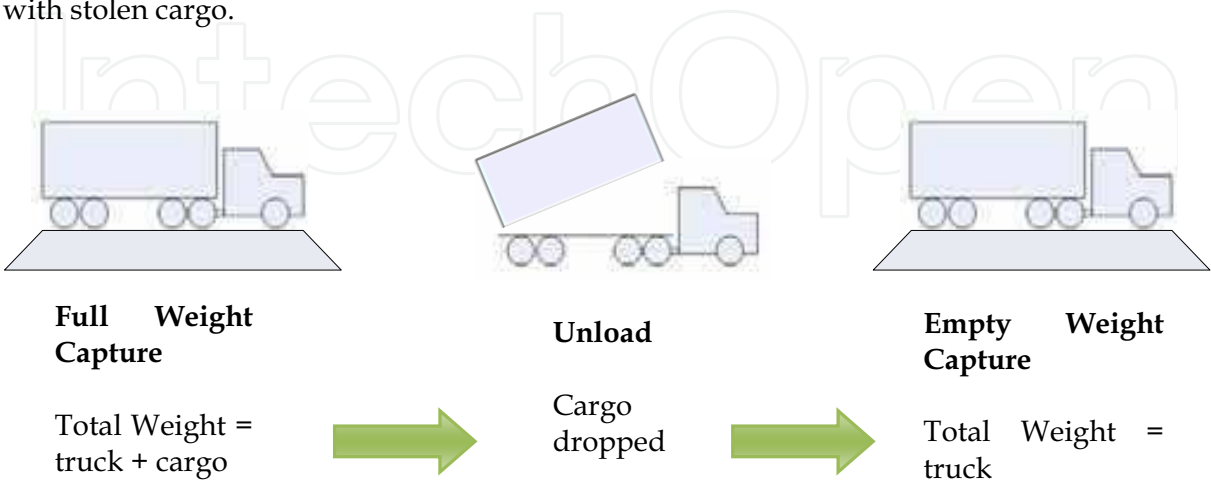 with stolen cargo.
IntechOpen
Full Weight
Capture
Total Weight =
truck + cargo
Unload
Cargo
dropped
Empty Weight
Capture
Total Weight =
truck